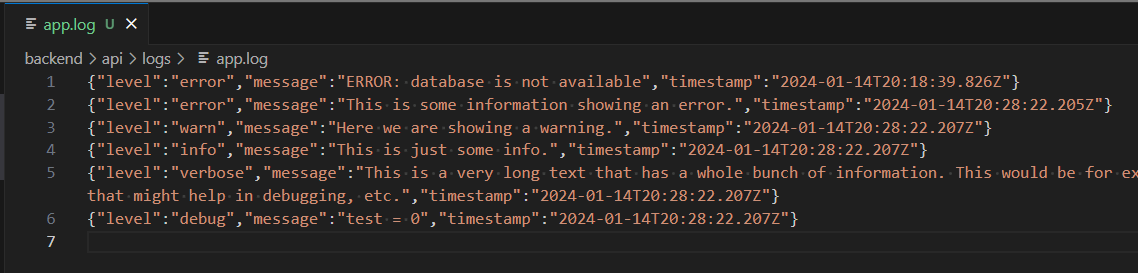 app.log U
backend api logs app.log
1 {"level":"error","message":"ERROR: database is not available","timestamp":"2024-01-14T20:18:39.826Z"}
2 {"level":"error","message":"This is some information showing an error.","timestamp":"2024-01-14T20:28:22.205Z"}
3 {"level":"warn","message":"Here we are showing a warning.","timestamp":"2024-01-14T20:28:22.207Z"}
4 {"level":"info","message":"This is just some info.","timestamp":"2024-01-14T20:28:22.207Z"}
5 {"level":"verbose","message":"This is a very long text that has a whole bunch of information. This would be for ex
that might help in debugging, etc.","timestamp":"2024-01-14T20:28:22.207Z"}
6 {"level":"debug","message":"test = 0","timestamp":"2024-01-14T20:28:22.207Z"}
7